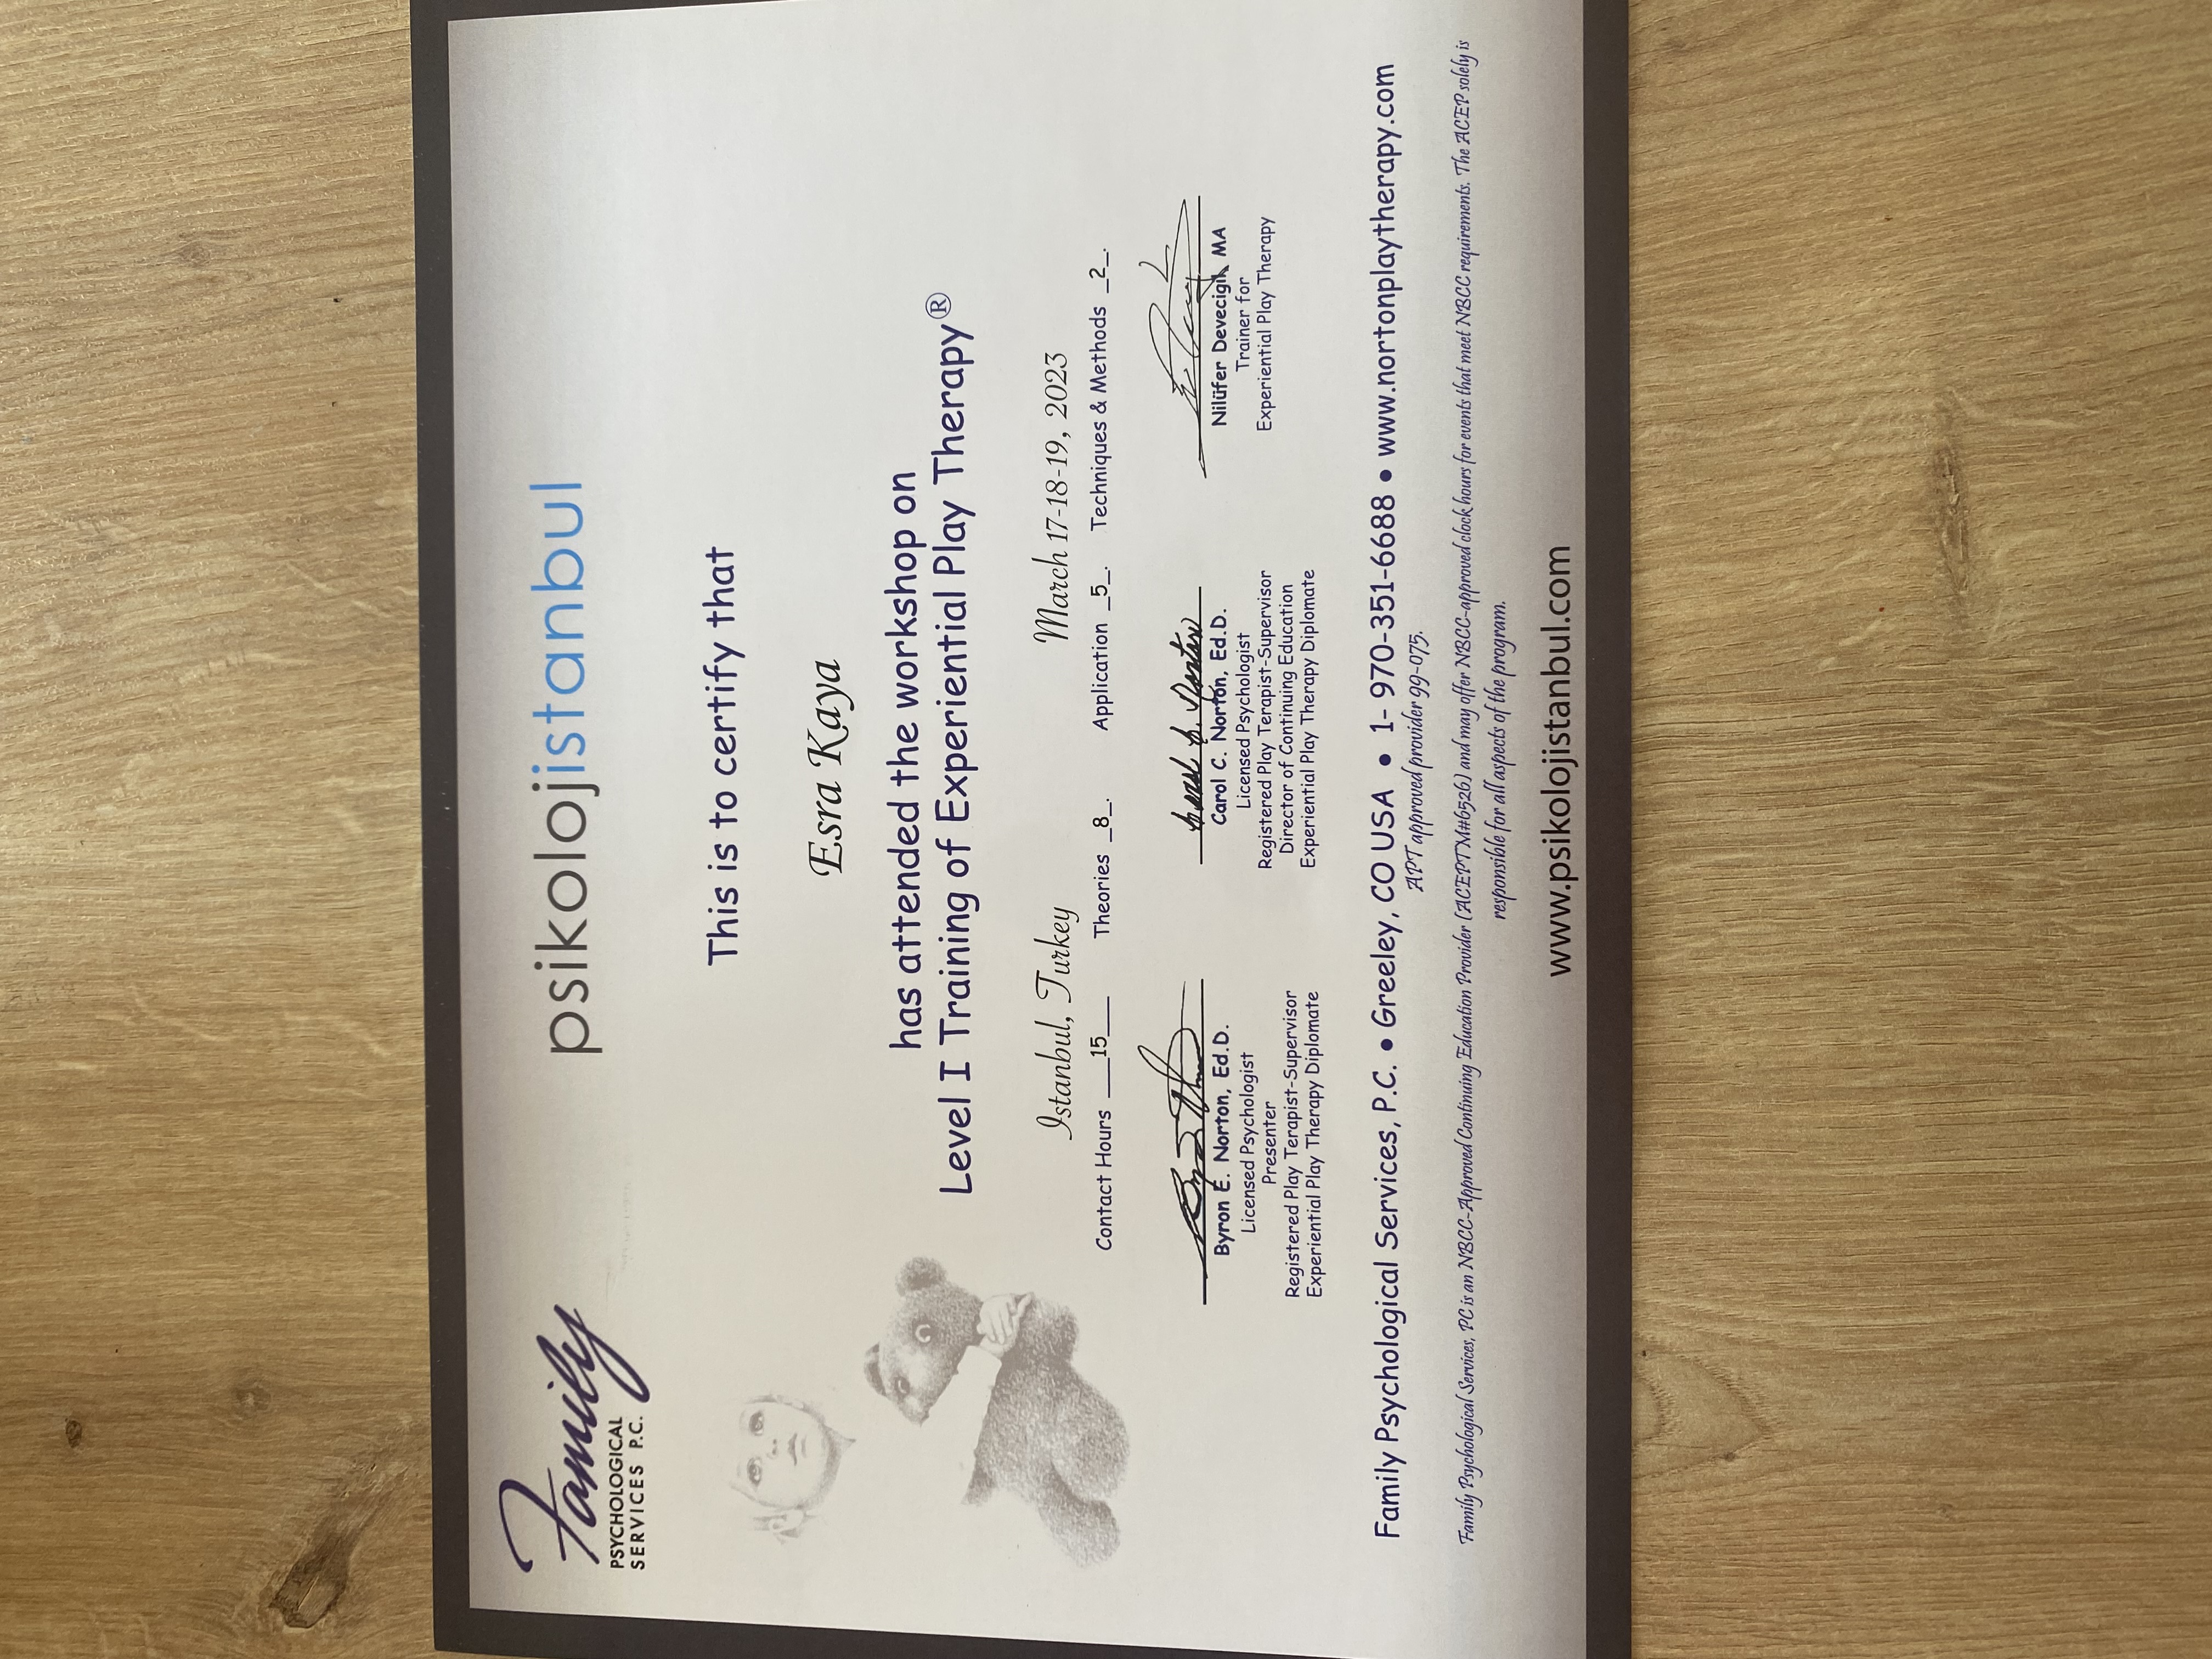 Family
PSYCHOLOGICAL
SERVICES P.C.
psikolojistanbul
This is to certify that
Esra Kaya
has attended the workshop on
Level I Training of Experiential Play Therapy®
Istanbul, Turkey March 17-18-19, 2023
Contact Hours ___15___ Theories _8_. Application _5_. Techniques & Methods _2_.
Byron E. Norton, Ed.D.
Licensed Psychologist
Presenter
Registered Play Terapist-Supervisor
Experiential Play Therapy Diplomate
Carol C. Norton, Ed.D.
Licensed Psychologist
Registered Play Terapist-Supervisor
Director of Continuing Education
Experiential Play Therapy Diplomate
Nilüfer Devecigil, MA
Trainer for
Experiential Play Therapy
Family Psychological Services, P.C. • Greeley, CO USA • 1- 970-351-6688 • www.nortonplaytherapy.com
APT approved provider 99-075.
Family Psychological Services, PC is an NBCC-Approved Continuing Education Provider (ACEPTM#6526) and may offer NBCC-approved clock hours for events that meet NBCC requirements. The ACEP solely is
responsible for all aspects of the program.
www.psikolojistanbul.com